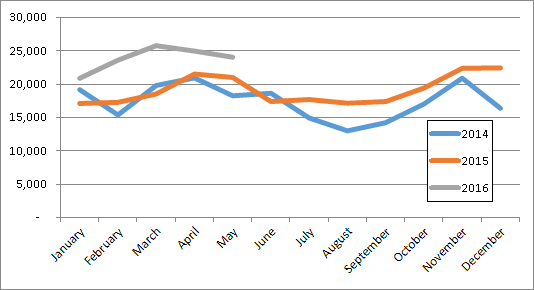 30,000
25,000
20,000
15,000
10,000
5,000
-
January
February
March
April
May
June
July
August
September
October
November
December
2014
2015
2016